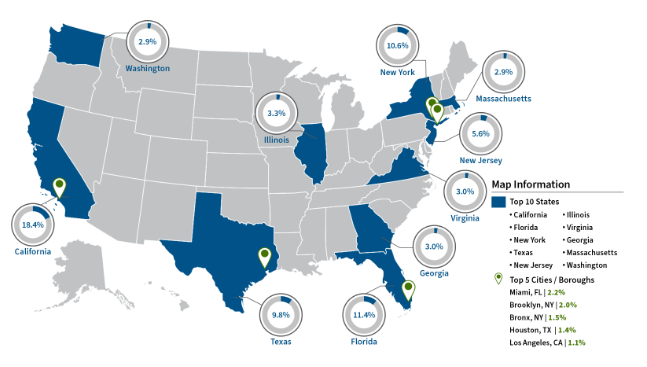 2.9%
Washington
10.6%
New York
2.9%
Massachusetts
3.3%
Illinois
5.6%
New Jersey
3.0%
Virginia
18.4%
California
3.0%
Georgia
9.8%
Texas
11.4%
Florida
Map Information
Top 10 States
• California
• Florida
• New York
• Texas
• New Jersey
• Illinois
• Virginia
• Georgia
• Massachusetts
• Washington
Top 5 Cities / Boroughs
Miami, FL | 2.2%
Brooklyn, NY | 2.0%
Bronx, NY | 1.5%
Houston, TX | 1.4%
Los Angeles, CA | 1.1%